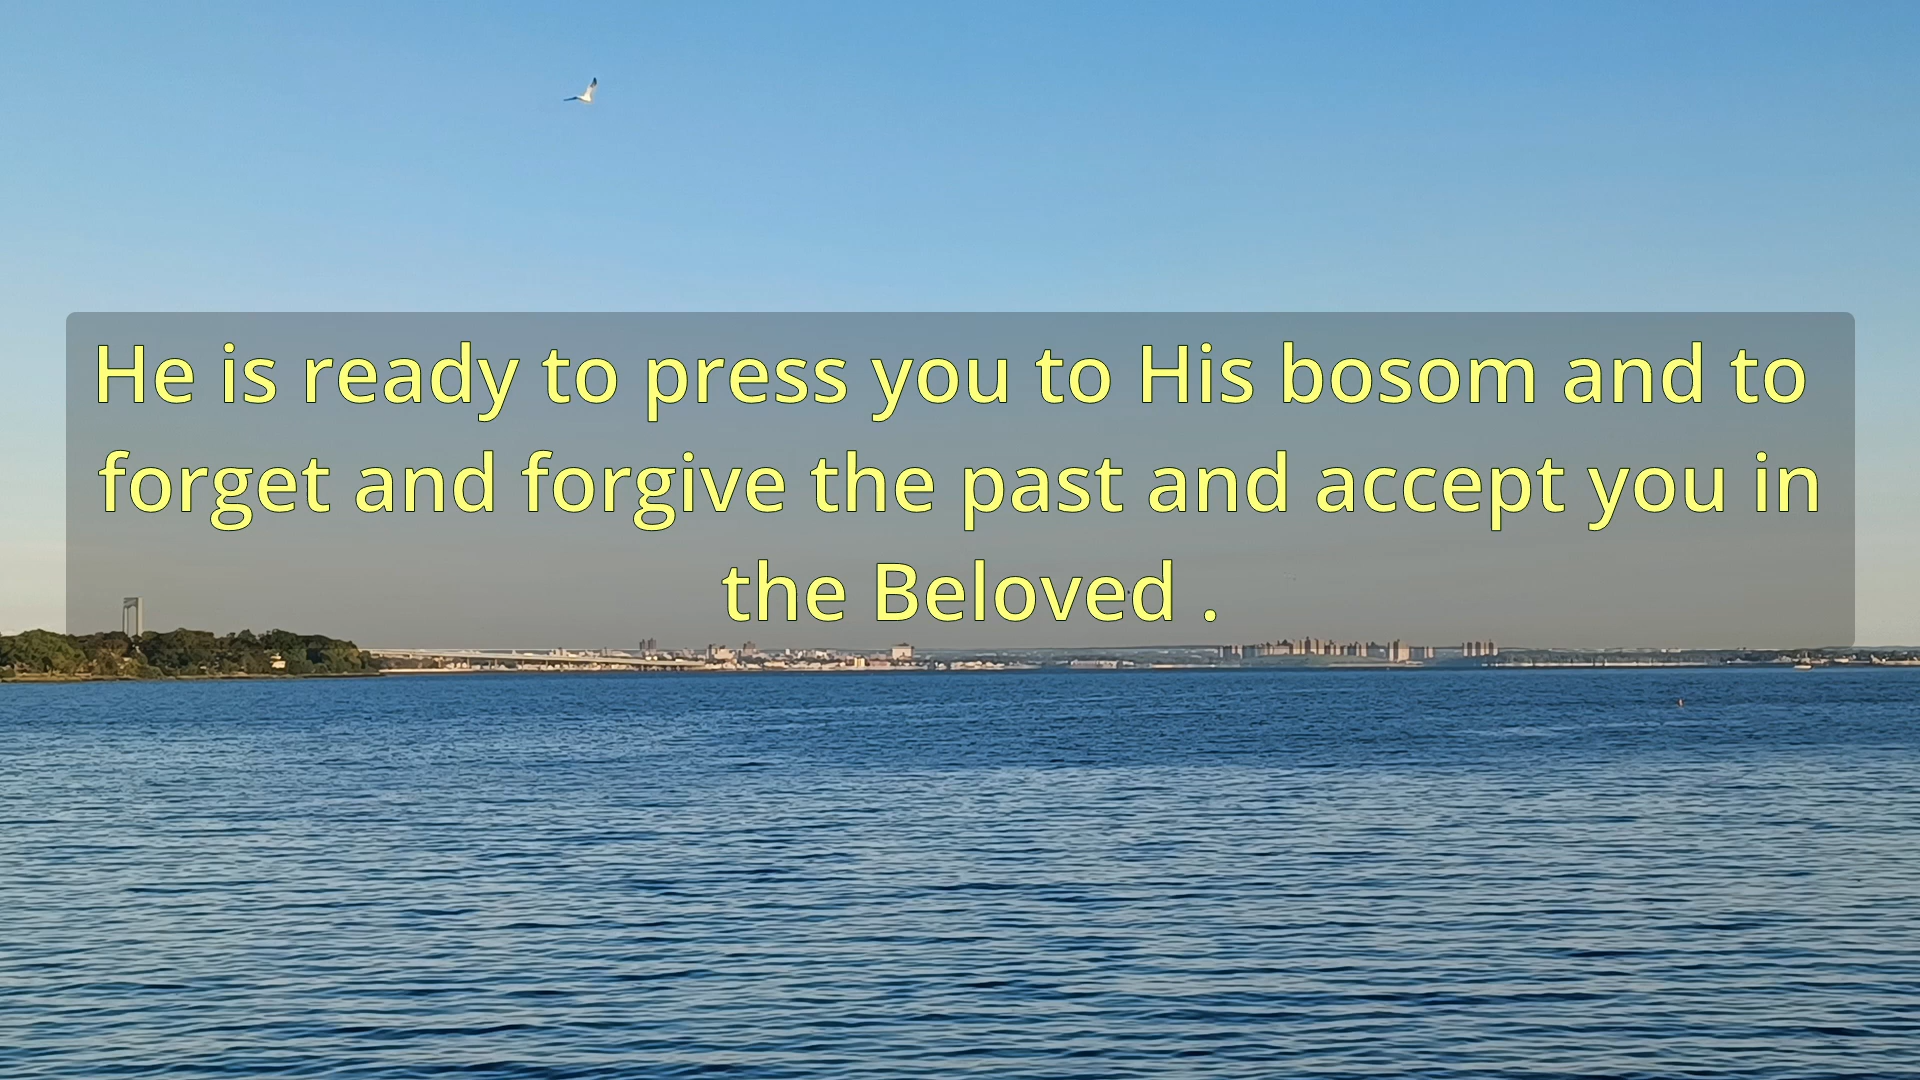 He is ready to press you to His bosom and to
forget and forgive the past and accept you in
the Beloved .